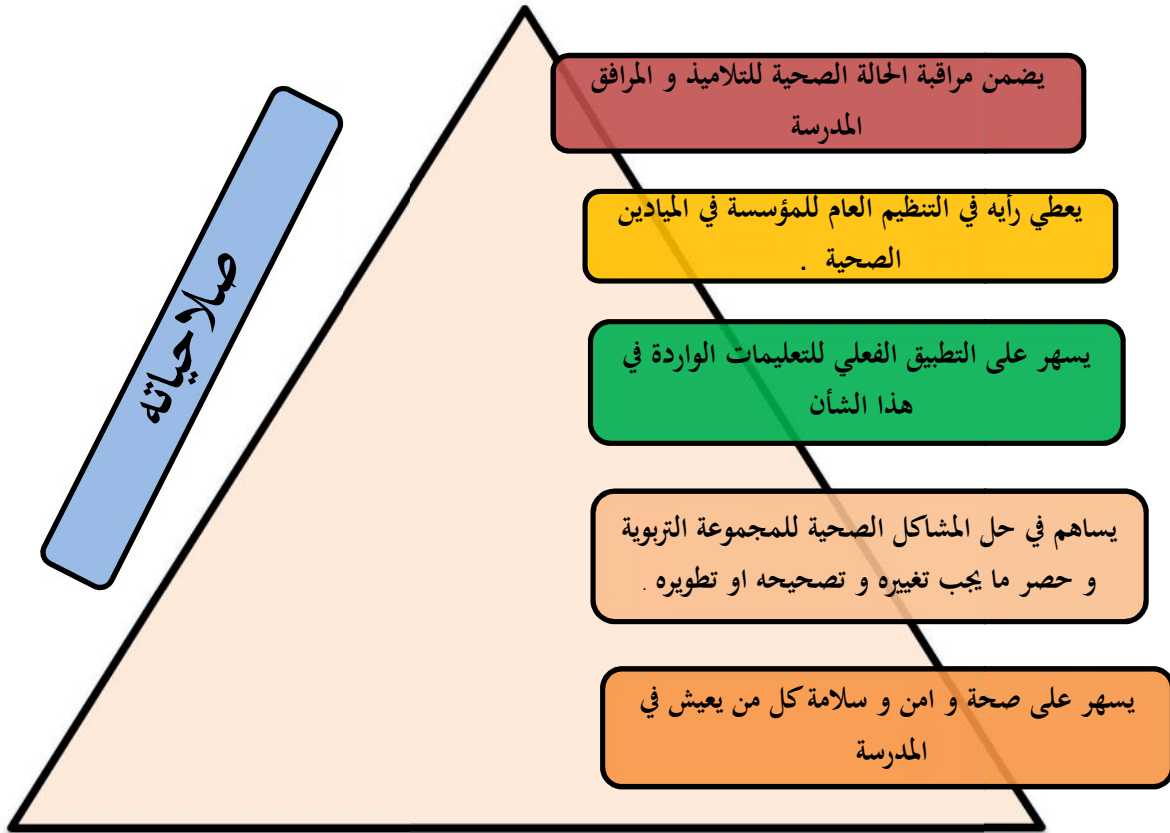 صلاحياته
يضمن مراقبة الحالة الصحية للتلاميذ و المرافق
المدرسة
يعطي رأيه في التنظيم العام للمؤسسة في الميادين
الصحية .
يسهر على التطبيق الفعلي للتعليمات الواردة في
هذا الشأن
يساهم في حل المشاكل الصحية للمجموعة التربوية
و حصر ما يجب تغييره و تصحيحه او تطويره .
يسهر على صحة و امن و سلامة كل من يعيش في
المدرسة